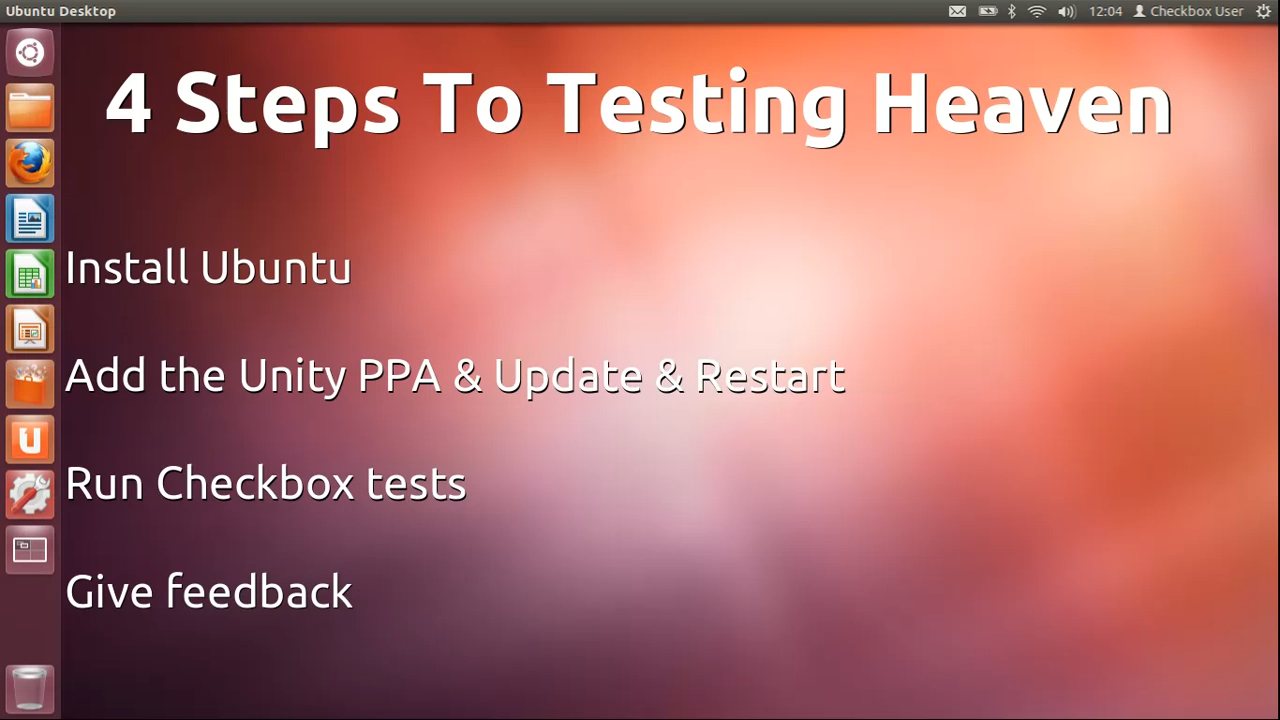 Ubuntu Desktop 12:04 Checkbox User
4 Steps To Testing Heaven
Install Ubuntu
Add the Unity PPA & Update & Restart
Run Checkbox tests
Give feedback